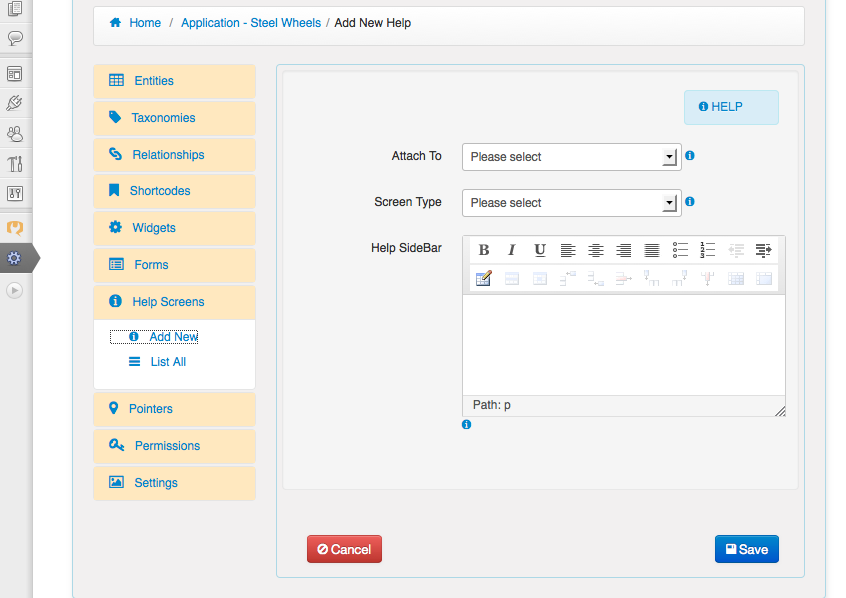 Home / Application - Steel Wheels / Add New Help
Entities
Taxonomies
Relationships
Shortcodes
Widgets
Forms
Help Screens
Add New
List All
Pointers
Permissions
Settings
HELP
Attach To Please select
Screen Type Please select
Help SideBar
B I U
Path: p
Cancel Save